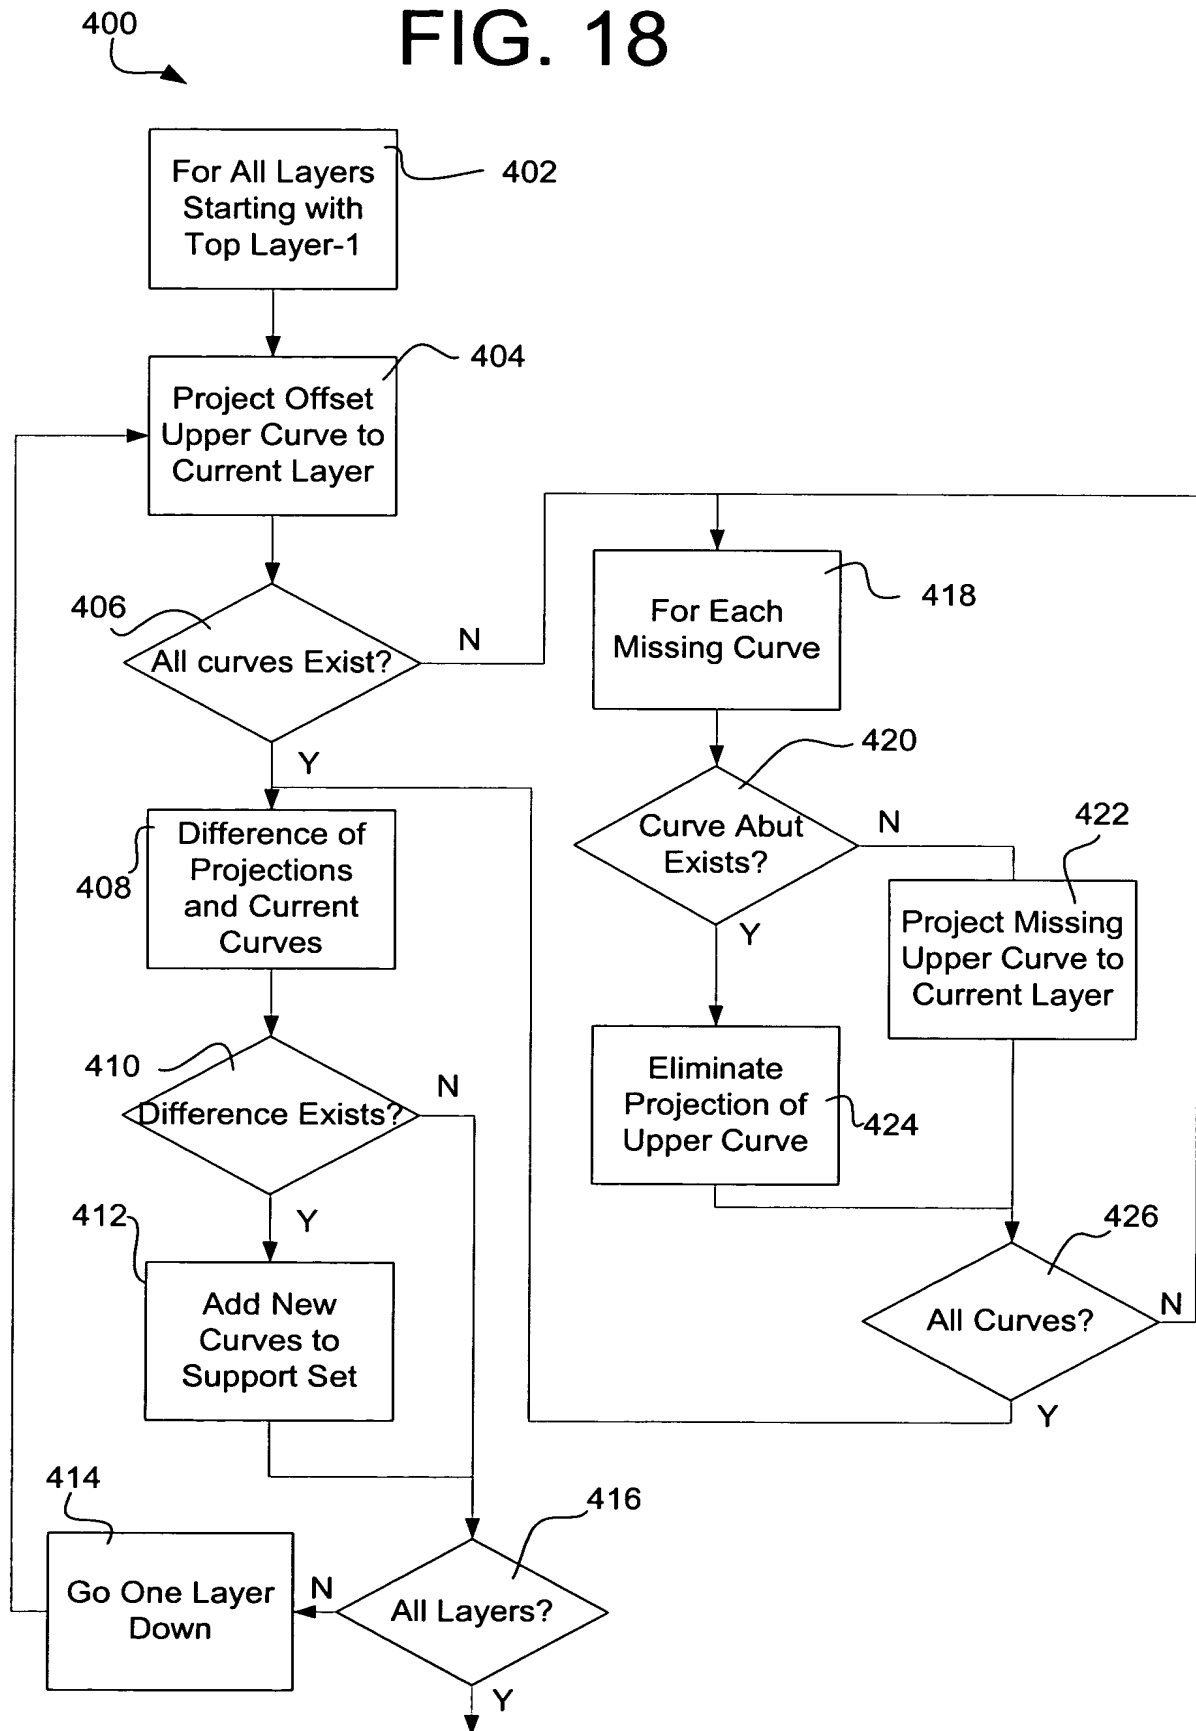 FIG. 18
400
For All Layers
Starting with
Top Layer-1
402
Project Offset
Upper Curve to
Current Layer
404
406
All curves Exist?
N
Y
For Each
Missing Curve
418
420
Curve Abut
Exists?
N
Y
422
Project Missing
Upper Curve to
Current Layer
408
Difference of
Projections
and Current
Curves
Eliminate
Projection of
Upper Curve
424
410
Difference Exists?
N
Y
412
Add New
Curves to
Support Set
426
All Curves?
N
Y
414
Go One Layer
Down
416
All Layers?
N
Y